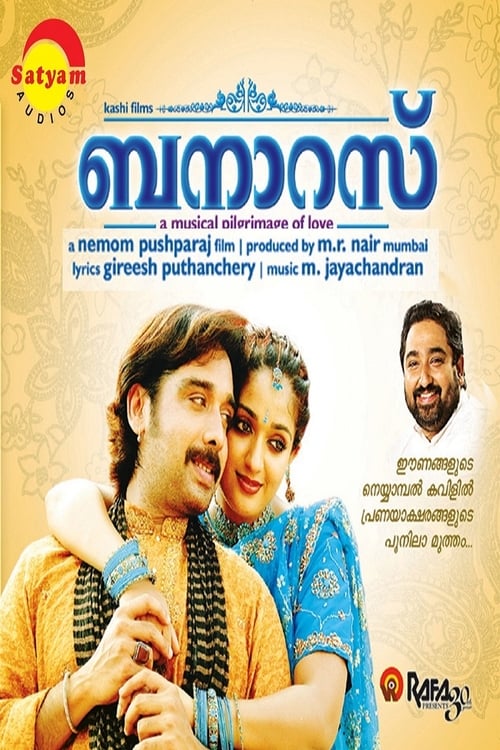 Satyam
AUDIOS
kashi films
ബനാറസ്
a musical pilgrimage of love
a nemom pushparaj film | produced by m.r. nair mumbai
lyrics gireesh puthanchery | music m. jayachandran
ഈണങ്ങളുടെ
നെയ്യാമ്പൽ കവിളിൽ
പ്രണയാക്ഷരങ്ങളുടെ
പൂനിലാ മുത്തം...
RAFA
PRESENTS